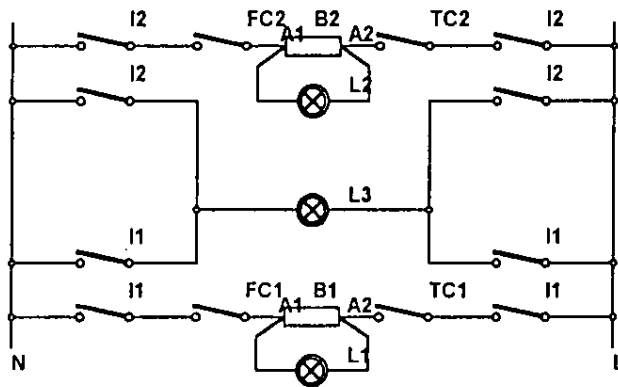 I2 FC2 B2 TC2 I2
A1 A2
I2 L2 I2
L3
I1 I1
I1 FC1 B1 TC1 I1
A1 A2
N L1 L